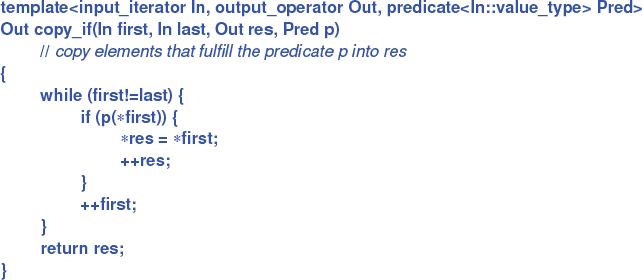 template<input_iterator In, output_operator Out, predicate<In::value_type> Pred>
Out copy_if(In first, In last, Out res, Pred p)
// copy elements that fulfill the predicate p into res
{
while (first!=last) {
if (p(*first)) {
*res = *first;
++res;
}
++first;
}
return res;
}